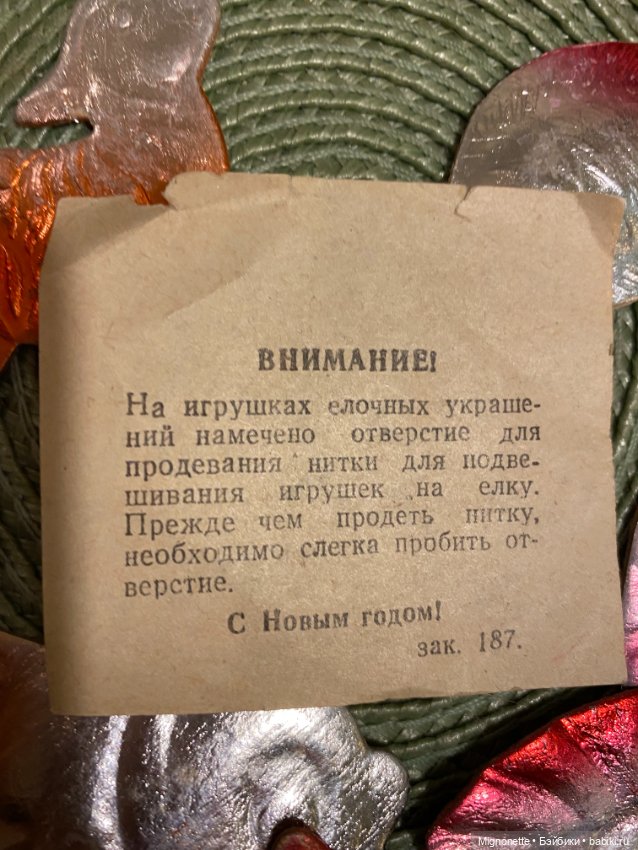 ВНИМАНИЕ!
На игрушках елочных украше-
ний намечено отверстие для
продевания нитки для подве-
шивания игрушек на елку.
Прежде чем продеть нитку,
необходимо слегка пробить от-
верстие.
С Новым годом!
зак. 187.
Mignonette • Бэйбики • babiki.ru